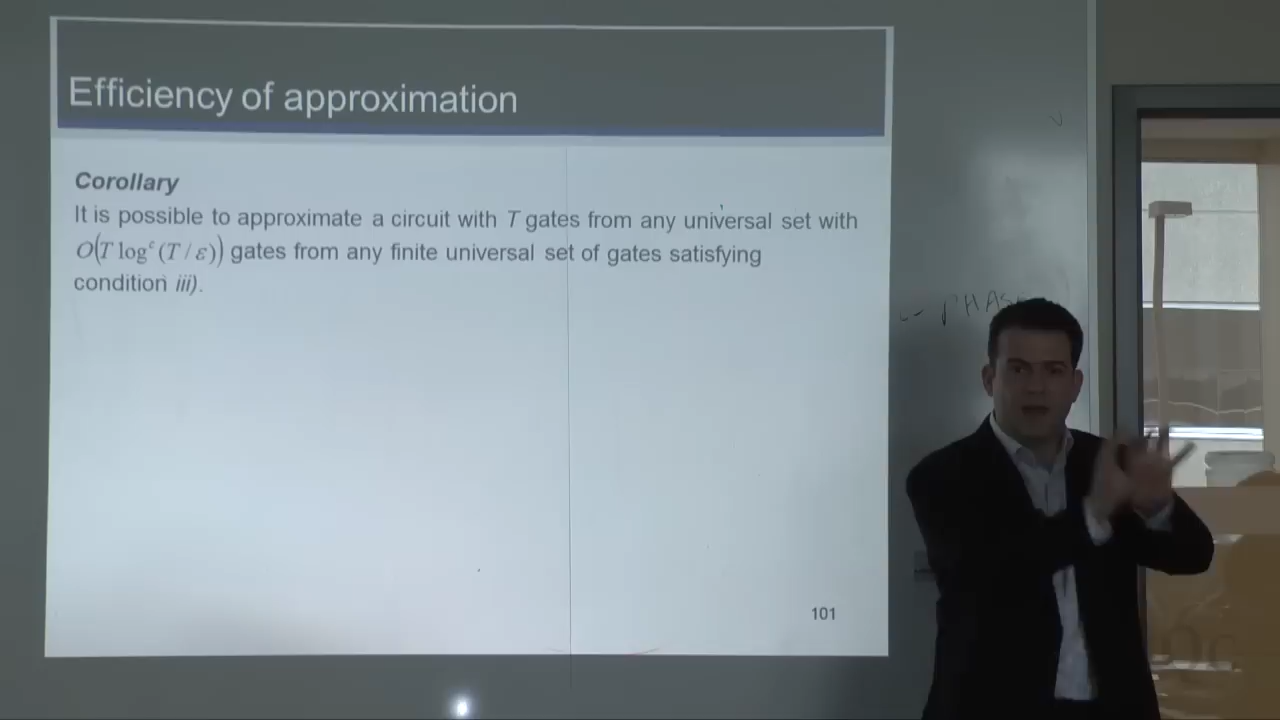 Efficiency of approximation
Corollary
It is possible to approximate a circuit with T gates from any universal set with
O(T log^c (T / ε)) gates from any finite universal set of gates satisfying
condition iii).
101
PHAS